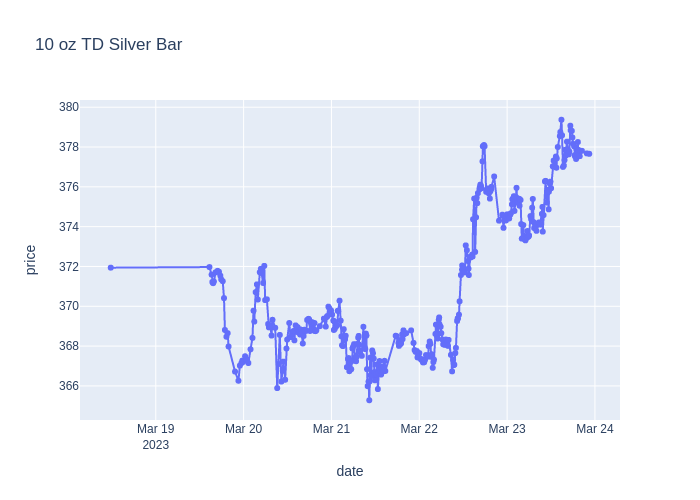 10 oz TD Silver Bar
380
378
376
374
372
370
368
366
price
Mar 19
2023
Mar 20
Mar 21
Mar 22
Mar 23
Mar 24
date